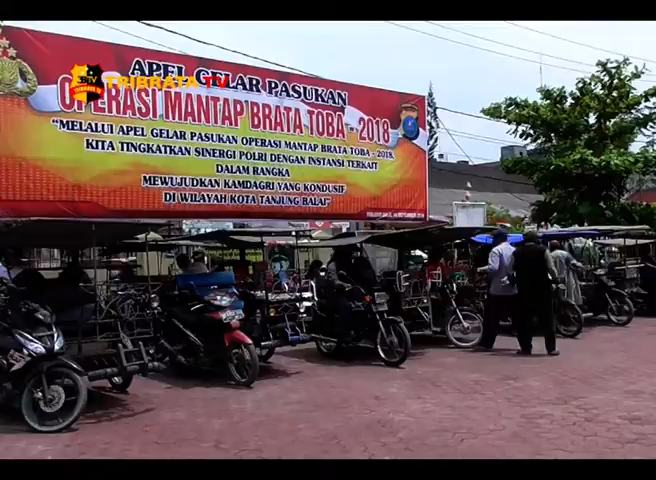 TRIBRATA TV
APEL GELAR PASUKAN
OPERASI MANTAP BRATA TOBA - 2018
MELALUI APEL GELAR PASUKAN OPERASI MANTAP BRATA TOBA - 2018
KITA TINGKATKAN SINERGI POLRI DENGAN INSTANSI TERKAIT
DALAM RANGKA
MEWUJUDKAN KAMDAGRI YANG KONDUSIF
DI WILAYAH KOTA TANJUNG BALAI